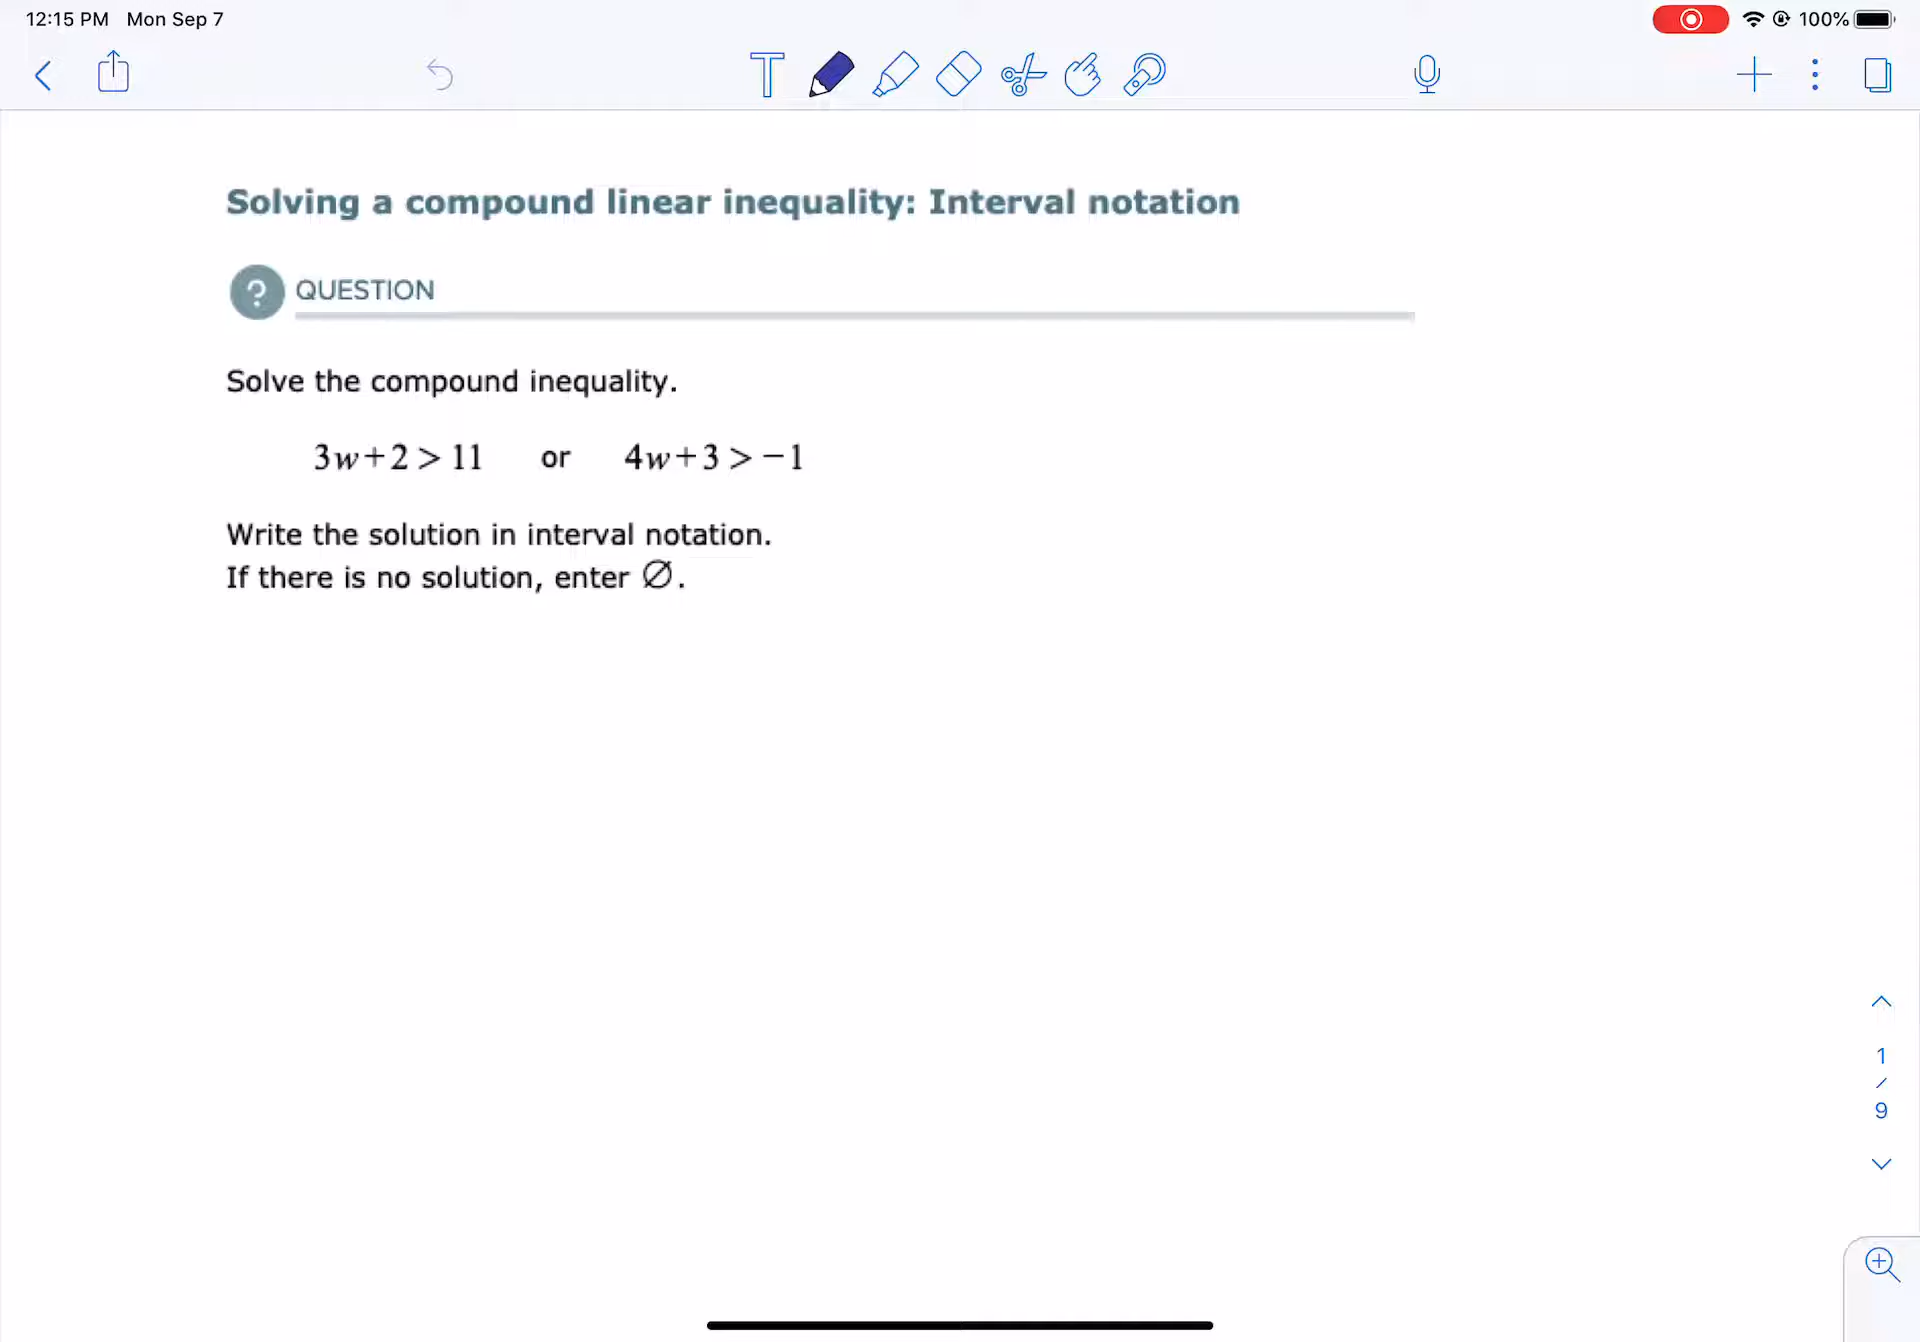 12:15 PM Mon Sep 7
100%
Solving a compound linear inequality: Interval notation
? QUESTION
Solve the compound inequality.
3w+2 > 11 or 4w+3 > −1
Write the solution in interval notation.
If there is no solution, enter ∅.
1
/
9